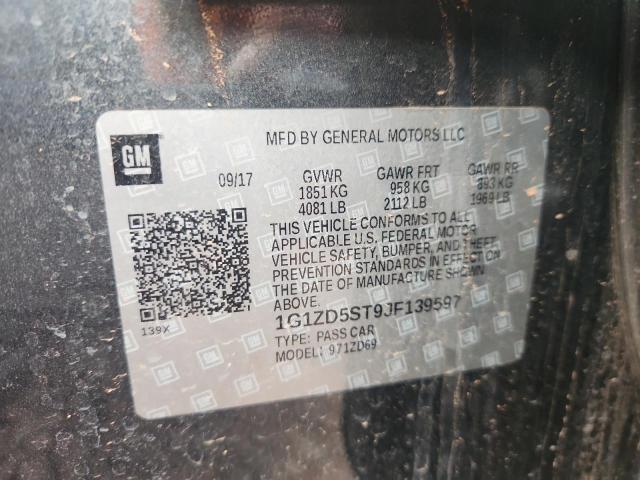 GM
MFD BY GENERAL MOTORS LLC
09/17 GVWR GAWR FRT GAWR RR
1851 KG 958 KG 893 KG
4081 LB 2112 LB 1969 LB
THIS VEHICLE CONFORMS TO ALL
APPLICABLE U.S. FEDERAL MOTOR
VEHICLE SAFETY, BUMPER, AND THEFT
PREVENTION STANDARDS IN EFFECT ON
THE DATE OF MANUFACTURE SHOWN
ABOVE.
139X
1G1ZD5ST9JF139597
TYPE: PASS CAR
MODEL: 971ZD69